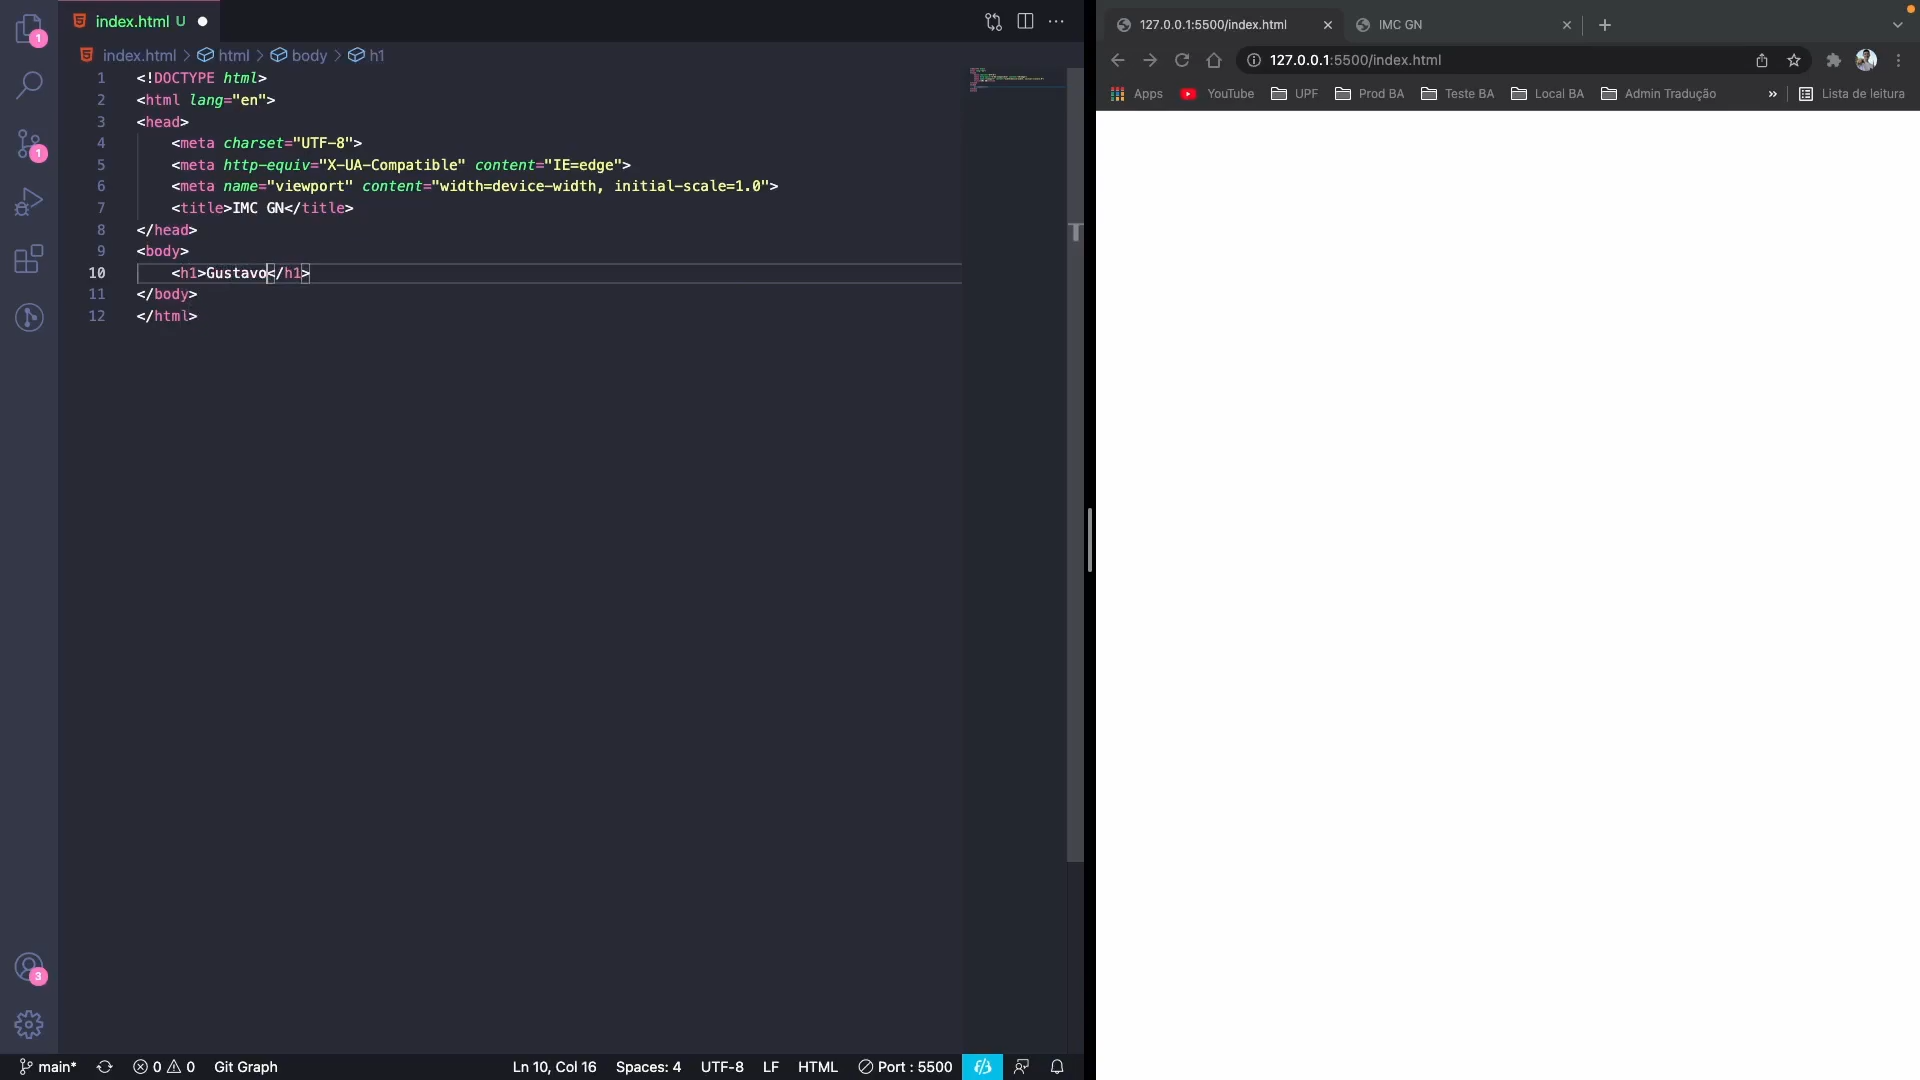 index.html U
index.html > html > body > h1
1 <!DOCTYPE html>
2 <html lang="en">
3 <head>
4 <meta charset="UTF-8">
5 <meta http-equiv="X-UA-Compatible" content="IE=edge">
6 <meta name="viewport" content="width=device-width, initial-scale=1.0">
7 <title>IMC GN</title>
8 </head>
9 <body>
10 <h1>Gustavo</h1>
11 </body>
12 </html>
1
1
3
main* 0 0 Git Graph Ln 10, Col 16 Spaces: 4 UTF-8 LF HTML Port : 5500
127.0.0.1:5500/index.html IMC GN
127.0.0.1:5500/index.html
Apps YouTube UPF Prod BA Teste BA Local BA Admin Tradução » Lista de leitura